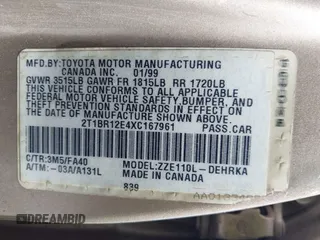 MFD.BY:TOYOTA MOTOR MANUFACTURING
CANADA INC. 01/99
GVWR 3515LB GAWR FR 1815LB RR 1720LB
THIS VEHICLE CONFORMS TO ALL APPLICABLE
FEDERAL MOTOR VEHICLE SAFETY,BUMPER, AND
THEFT PREVENTION STANDARDS IN EFFECT ON
THE DATE OF MANUFACTURE SHOWN ABOVE.
2T1BR12E4XC167961 PASS.CAR
C/TR:3M5/FA40 MODEL:ZZE110L-DEHRKA
A/TM:-03A/A131L
MADE IN CANADA
839
AUTOBIDMASTER